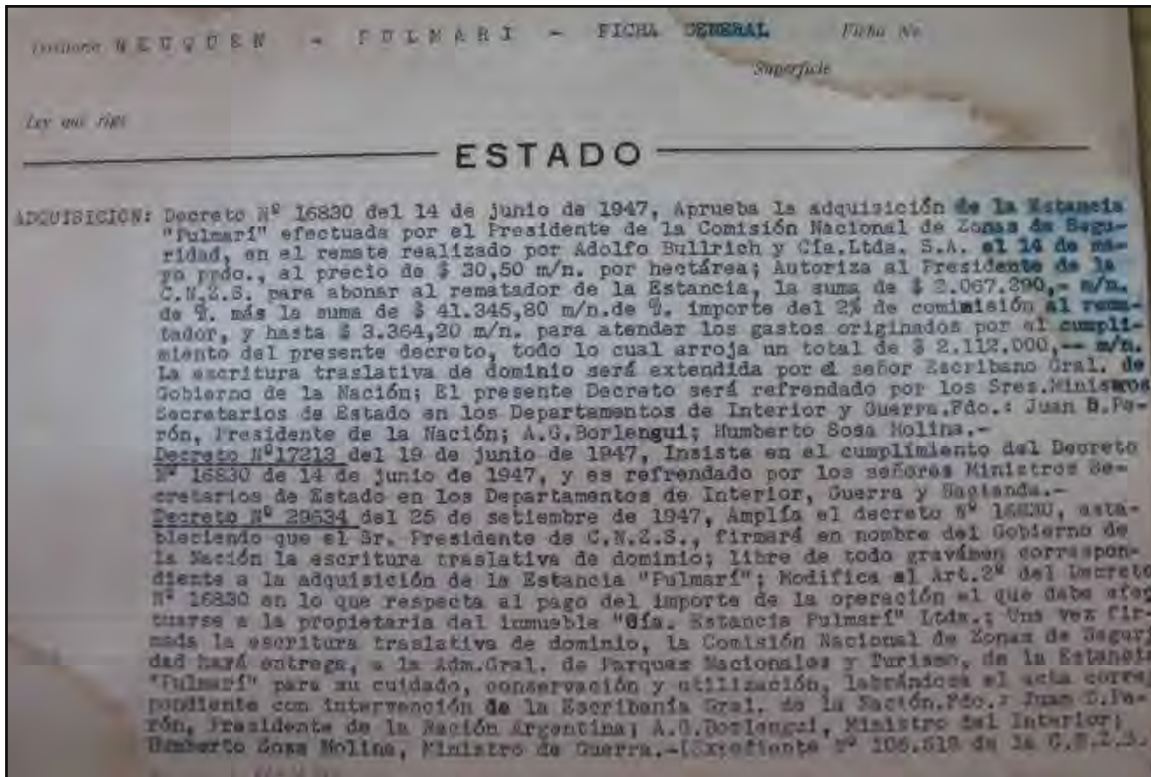 NEUQUEN - PULMARI - FICHA GENERAL Ficha No
Superficie
Ley que rige
ESTADO
ADQUISICION: Decreto Nº 16830 del 14 de junio de 1947, Aprueba la adquisición de la Estancia
"Pulmarí" efectuada por el Presidente de la Comisión Nacional de Zonas de Segu-
ridad, en el remate realizado por Adolfo Bullrich y Cía.Ltda. S.A. el 14 de ma-
yo ppdo., al precio de $ 30,50 m/n. por hectárea; Autoriza al Presidente de la
C.N.Z.S. para abonar al rematador de la Estancia, la suma de $ 2.067.290,- m/n.
de más la suma de $ 41.345,80 m/n.de importe del 2% de comimisión al rema-
tador, y hasta $ 3.364,20 m/n. para atender los gastos originados por el cumpli-
miento del presente decreto, todo lo cual arroja un total de $ 2.112.000,-- m/n.
La escritura traslativa de dominio será extendida por el señor Escribano Gral. de
Gobierno de la Nación; El presente Decreto será refrendado por los Sres.Ministros
Secretarios de Estado en los Departamentos de Interior y Guerra.Fdo.: Juan D.Pe-
rón, Presidente de la Nación; A.G.Borlengui; Humberto Sosa Molina.-
Decreto Nº17213 del 19 de junio de 1947, Insiste en el cumplimiento del Decreto
Nº 16830 de 14 de junio de 1947, y es refrendado por los señores Ministros Se-
cretarios de Estado en los Departamentos de Interior, Guerra y Hacienda.-
Decreto Nº 29634 del 25 de setiembre de 1947, Amplía el decreto Nº 16830, esta-
bleciendo que el Sr. Presidente de C.N.Z.S., firmará en nombre del Gobierno de
la Nación la escritura traslativa de dominio; libre de todo gravámen correspon-
diente a la adquisición de la Estancia "Pulmarí"; Modifica el Art.2º del Decreto
Nº 16830 en lo que respecta al pago del importe de la operación el que debe efec
tuarse a la propietaria del inmueble "Cía. Estancia Pulmarí" Ltda.; Una vez fir-
mada la escritura traslativa de dominio, la Comisión Nacional de Zonas de Seguri
dad hará entrega, a la Adm.Gral. de Parques Nacionales y Turismo, de la Estancia
"Pulmarí" para su cuidado, conservación y utilización, labrándose el acta corres
pondiente con intervención de la Escribanía Gral. de la Nación.Fdo.: Juan D.Pe-
rón, Presidente de la Nación Argentina; A.G.Borlengui, Ministro del Interior;
Humberto Sosa Molina, Ministro de Guerra.- Nº 106.619 de la C.N.Z.S.